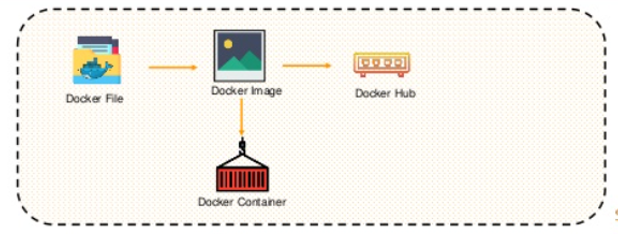 Docker File
Docker Image
Docker Hub
Docker Container